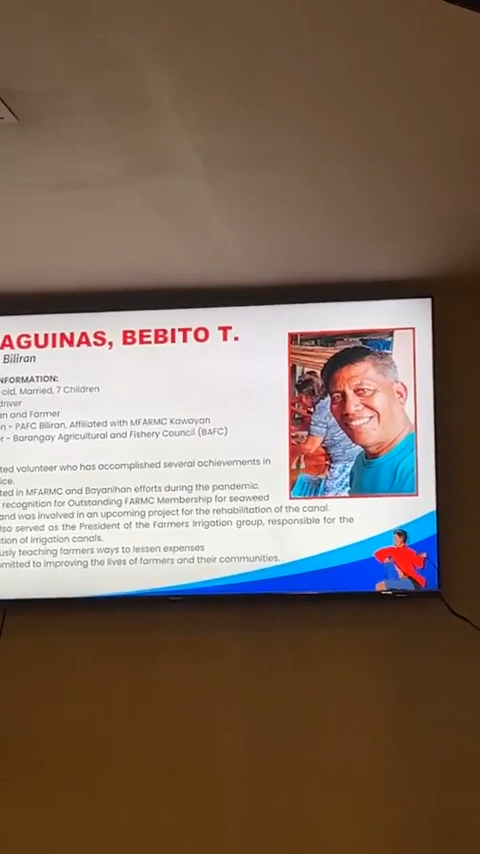 AGUINAS, BEBITO T.
Biliran
NFORMATION:
old, Married, 7 Children
driver
an and Farmer
n - PAFC Biliran, Affiliated with MFARMC Kawayan
r - Barangay Agricultural and Fishery Council (BAFC)
ted volunteer who has accomplished several achievements in
ice.
ted in MFARMC and Bayanihan efforts during the pandemic.
recognition for Outstanding FARMC Membership for seaweed
and was involved in an upcoming project for the rehabilitation of the canal.
lso served as the President of the Farmers Irrigation group, responsible for the
tion of irrigation canals.
usly teaching farmers ways to lessen expenses
mitted to improving the lives of farmers and their communities.